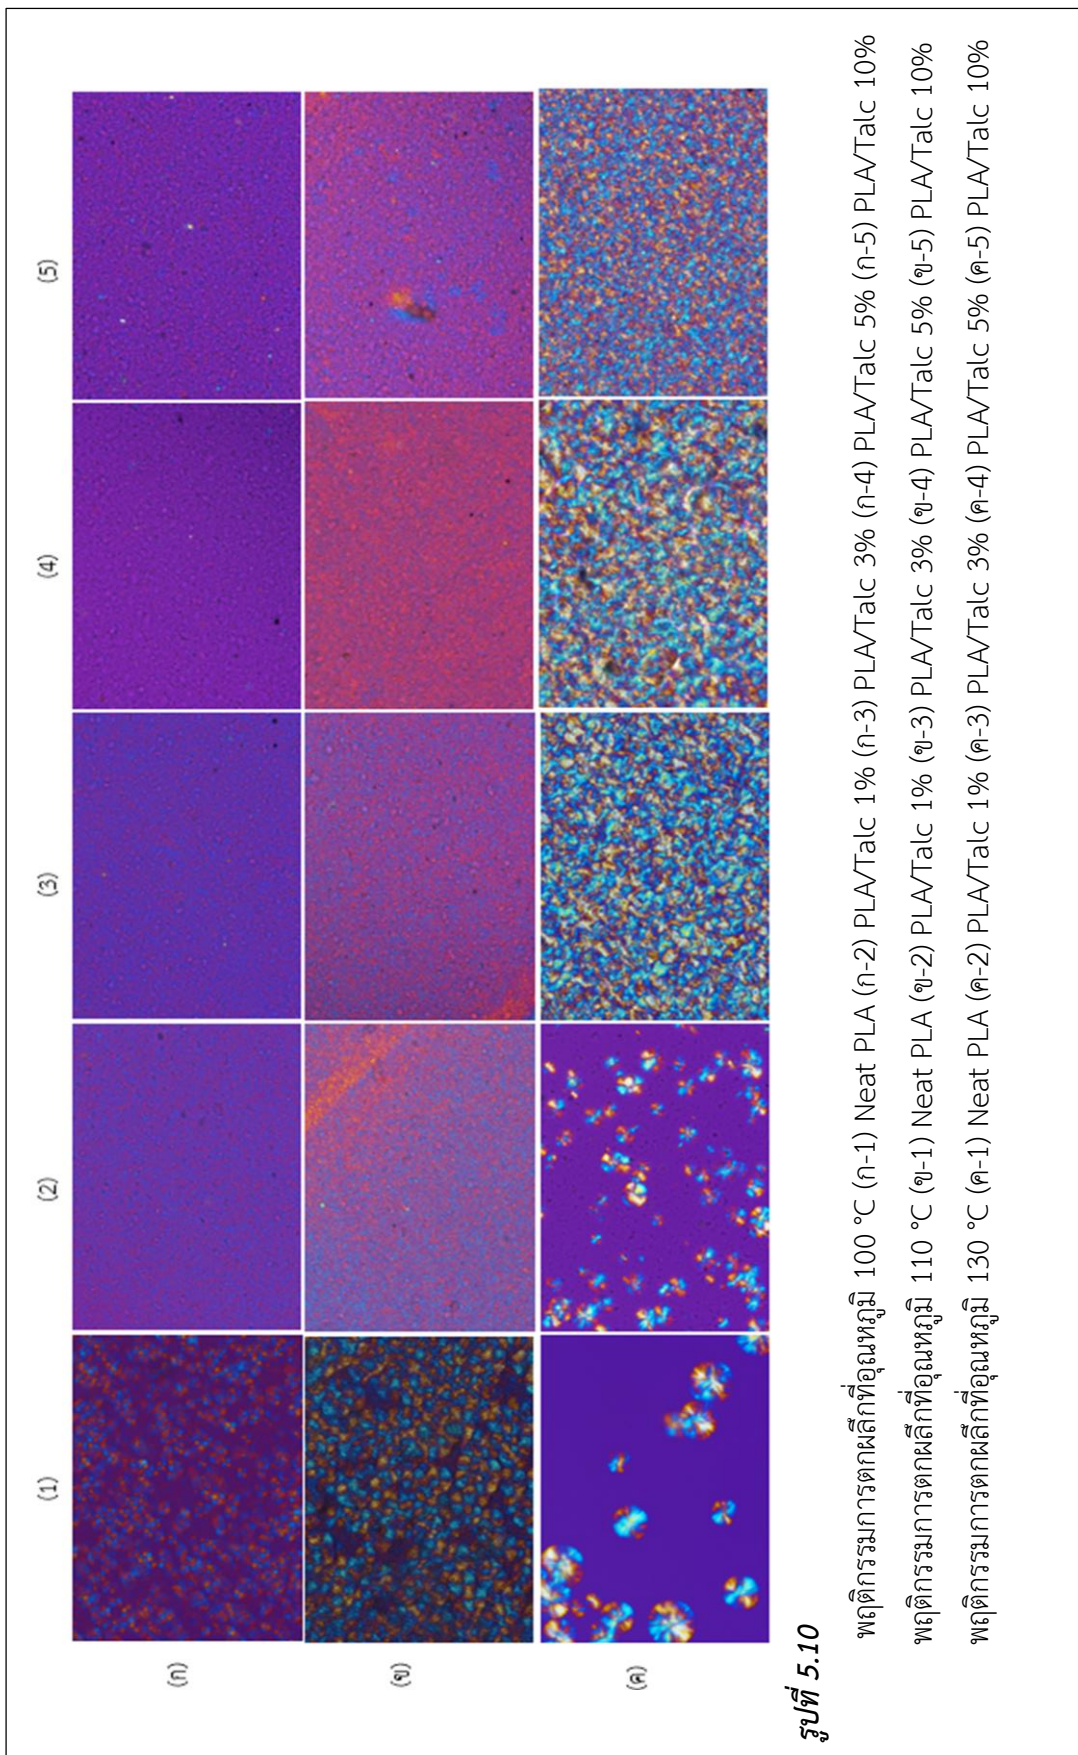 (1) (2) (3) (4) (5)
(ก)
(ข)
(ค)
รูปที่ 5.10
พฤติกรรมการตกผลึกที่อุณหภูมิ 100 °C (ก-1) Neat PLA (ก-2) PLA/Talc 1% (ก-3) PLA/Talc 3% (ก-4) PLA/Talc 5% (ก-5) PLA/Talc 10%
พฤติกรรมการตกผลึกที่อุณหภูมิ 110 °C (ข-1) Neat PLA (ข-2) PLA/Talc 1% (ข-3) PLA/Talc 3% (ข-4) PLA/Talc 5% (ข-5) PLA/Talc 10%
พฤติกรรมการตกผลึกที่อุณหภูมิ 130 °C (ค-1) Neat PLA (ค-2) PLA/Talc 1% (ค-3) PLA/Talc 3% (ค-4) PLA/Talc 5% (ค-5) PLA/Talc 10%